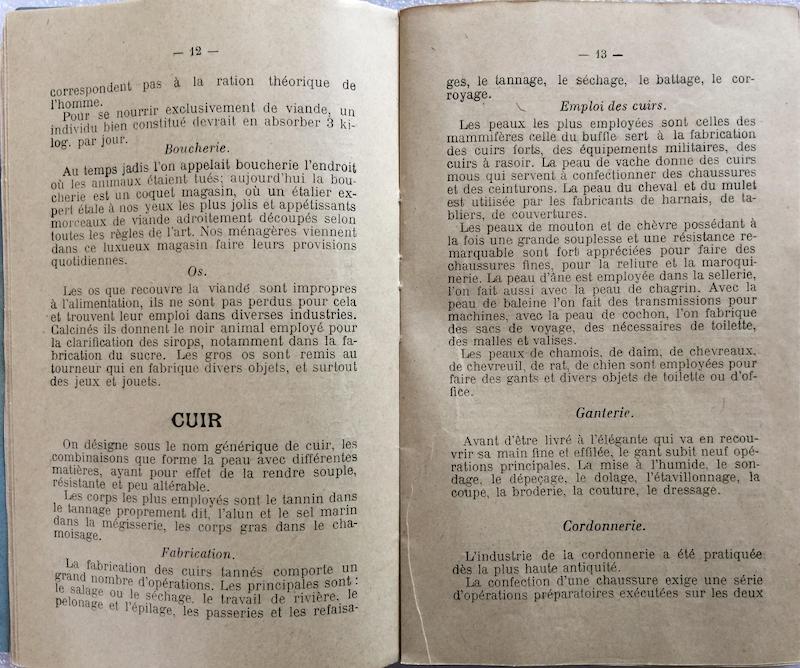 — 12 —
correspondent pas à la ration théorique de
l'homme.
Pour se nourrir exclusivement de viande, un
individu bien constitué devrait en absorber 3 ki-
log. par jour.
Boucherie.
Au temps jadis l'on appelait boucherie l'endroit
où les animaux étaient tués; aujourd'hui la bou-
cherie est un coquet magasin, où un étalier ex-
pert étale à nos yeux les plus jolis et appétissants
morceaux de viande adroitement découpés selon
toutes les règles de l'art. Nos ménagères viennent
dans ce luxueux magasin faire leurs provisions
quotidiennes.
Os.
Les os que recouvre la viande sont impropres
à l'alimentation, ils ne sont pas perdus pour cela
et trouvent leur emploi dans diverses industries.
Calcinés ils donnent le noir animal employé pour
la clarification des sirops, notamment dans la fa-
brication du sucre. Les gros os sont remis au
tourneur qui en fabrique divers objets, et surtout
des jeux et jouets.
CUIR
On désigne sous le nom générique de cuir, les
combinaisons que forme la peau avec différentes
matières, ayant pour effet de la rendre souple,
résistante et peu altérable.
Les corps les plus employés sont le tannin dans
le tannage proprement dit, l'alun et le sel marin
dans la mégisserie, les corps gras dans le cha-
moisage.
Fabrication.
La fabrication des cuirs tannés comporte un
grand nombre d'opérations. Les principales sont :
le salage ou le séchage, le travail de rivière, le
pelonage et l'épilage, les passeries et les refaisa-
— 13 —
ges, le tannage, le séchage, le battage, le cor-
royage.
Emploi des cuirs.
Les peaux les plus employées sont celles des
mammifères celle du buffle sert à la fabrication
des cuirs forts, des équipements militaires, des
cuirs à rasoir. La peau de vache donne des cuirs
mous qui servent à confectionner des chaussures
et des ceinturons. La peau du cheval et du mulet
est utilisée par les fabricants de harnais, de ta-
bliers, de couvertures.
Les peaux de mouton et de chèvre possédant à
la fois une grande souplesse et une résistance re-
marquable sont fort appréciées pour faire des
chaussures fines, pour la reliure et la maroqui-
nerie. La peau d'âne est employée dans la sellerie,
l'on fait aussi avec la peau de chagrin. Avec la
peau de baleine l'on fait des transmissions pour
machines, avec la peau de cochon, l'on fabrique
des sacs de voyage, des nécessaires de toilette,
des malles et valises.
Les peaux de chamois, de daim, de chevreaux,
de chevreuil, de rat, de chien sont employées pour
faire des gants et divers objets de toilette ou d'of-
fice.
Ganterie.
Avant d'être livré à l'élégante qui va en recou-
vrir sa main fine et effilée, le gant subit neuf opé-
rations principales. La mise à l'humide, le son-
dage, le dépeçage, le dolage, l'étavillonnage, la
coupe, la broderie, la couture, le dressage.
Cordonnerie.
L'industrie de la cordonnerie a été pratiquée
dès la plus haute antiquité.
La confection d'une chaussure exige une série
d'opérations préparatoires exécutées sur les deux